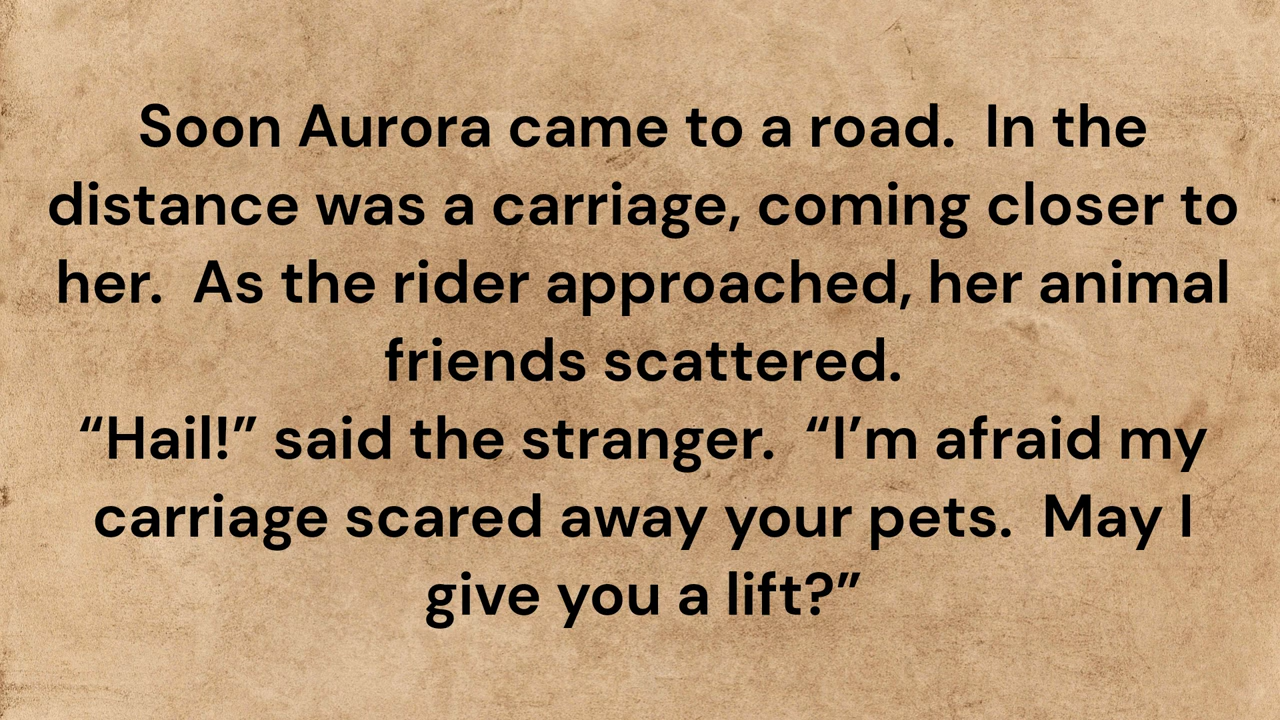 Soon Aurora came to a road.  In the
distance was a carriage, coming closer to
her.  As the rider approached, her animal
friends scattered.
“Hail!” said the stranger.  “I’m afraid my
carriage scared away your pets.  May I
give you a lift?”